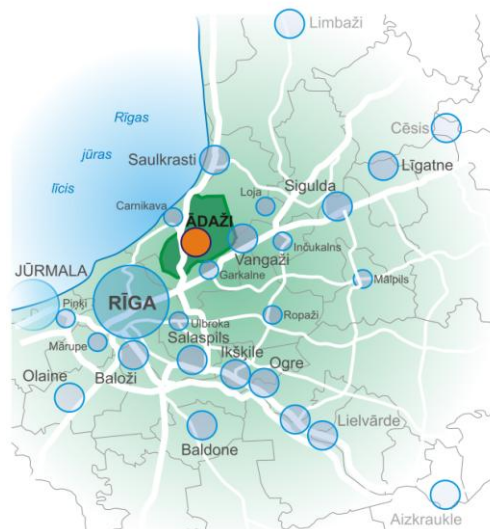 Limbaži
Rīgas
jūras
līcis
Cēsis
Saulkrasti
Līgatne
Loja
Sigulda
Carnikava
ĀDAŽI
Vangaži
Inčukalns
JŪRMALA
Garkalne
Mālpils
Piņķi
RĪGA
Ulbroka
Ropaži
Mārupe
Salaspils
Ikšķile
Ogre
Olaine
Baloži
Lielvārde
Baldone
Aizkraukle